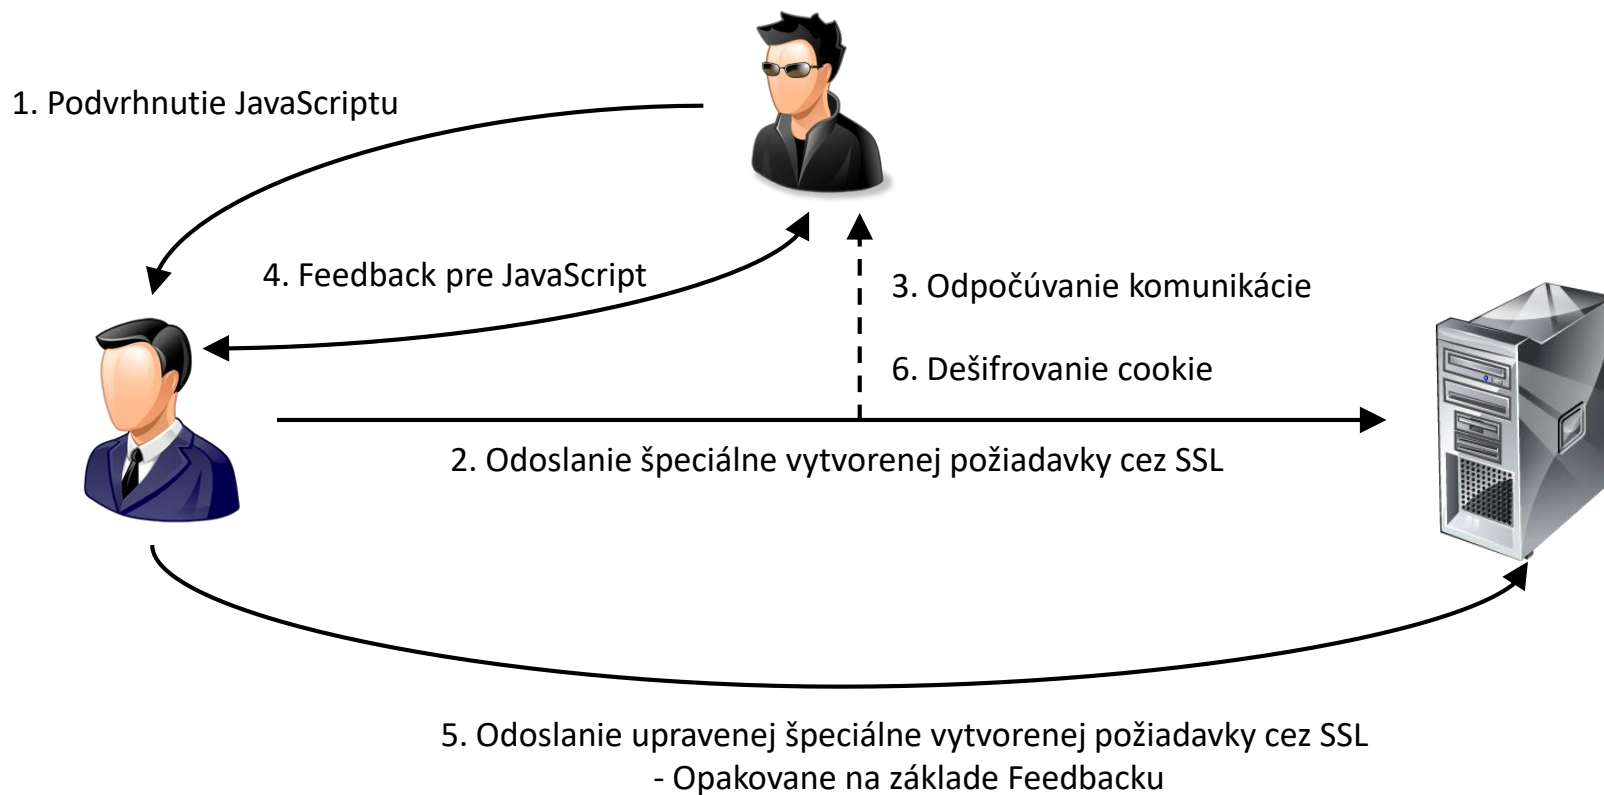 1. Podvrhnutie JavaScriptu
4. Feedback pre JavaScript
3. Odpočúvanie komunikácie
6. Dešifrovanie cookie
2. Odoslanie špeciálne vytvorenej požiadavky cez SSL
5. Odoslanie upravenej špeciálne vytvorenej požiadavky cez SSL
- Opakovane na základe Feedbacku